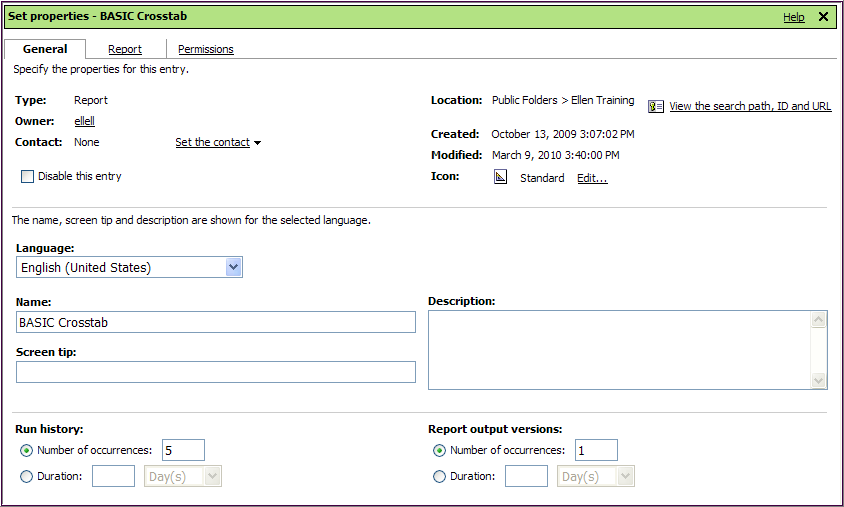 Set properties - BASIC Crosstab Help
General Report Permissions
Specify the properties for this entry.
Type: Report
Owner: ellell
Contact: None Set the contact
Disable this entry
Location: Public Folders > Ellen Training View the search path, ID and URL
Created: October 13, 2009 3:07:02 PM
Modified: March 9, 2010 3:40:00 PM
Icon: Standard Edit...
The name, screen tip and description are shown for the selected language.
Language:
English (United States)
Name:
BASIC Crosstab
Screen tip:
Description:
Run history:
Number of occurrences: 5
Duration: Day(s)
Report output versions:
Number of occurrences: 1
Duration: Day(s)